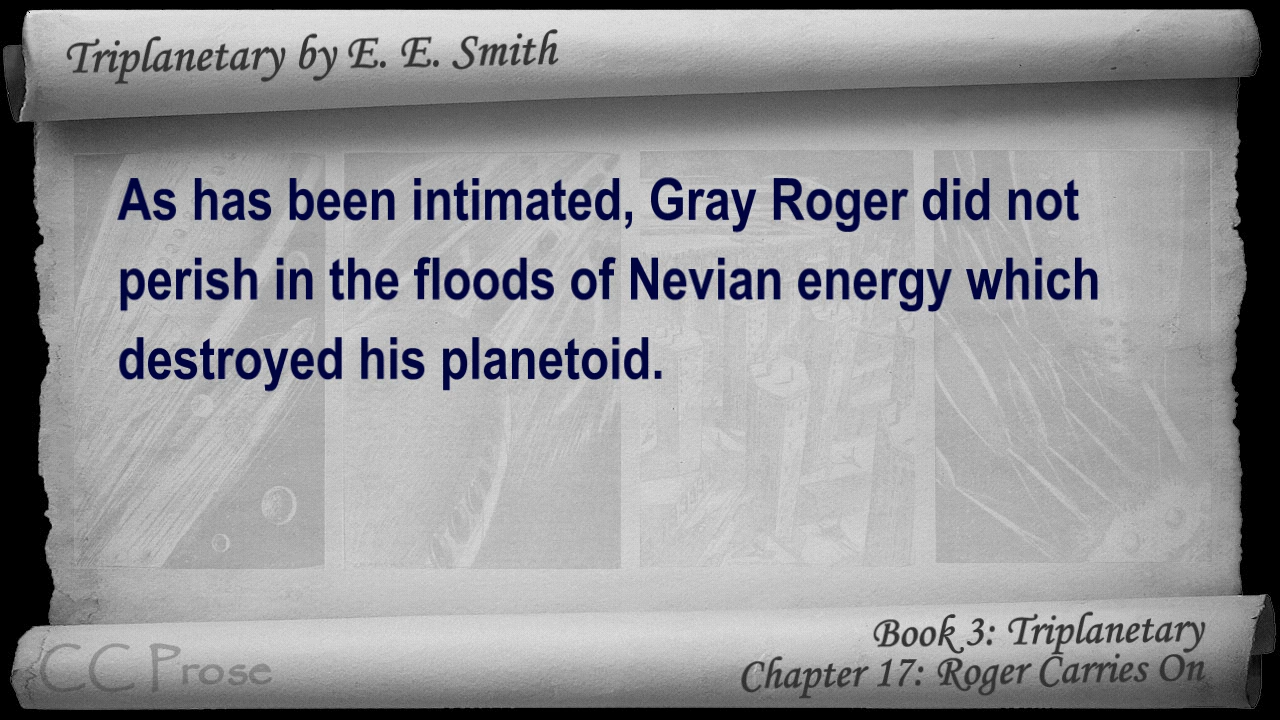 Triplanetary by E. E. Smith
As has been intimated, Gray Roger did not
perish in the floods of Nevian energy which
destroyed his planetoid.
Book 3: Triplanetary
Chapter 17: Roger Carries On
CC Prose